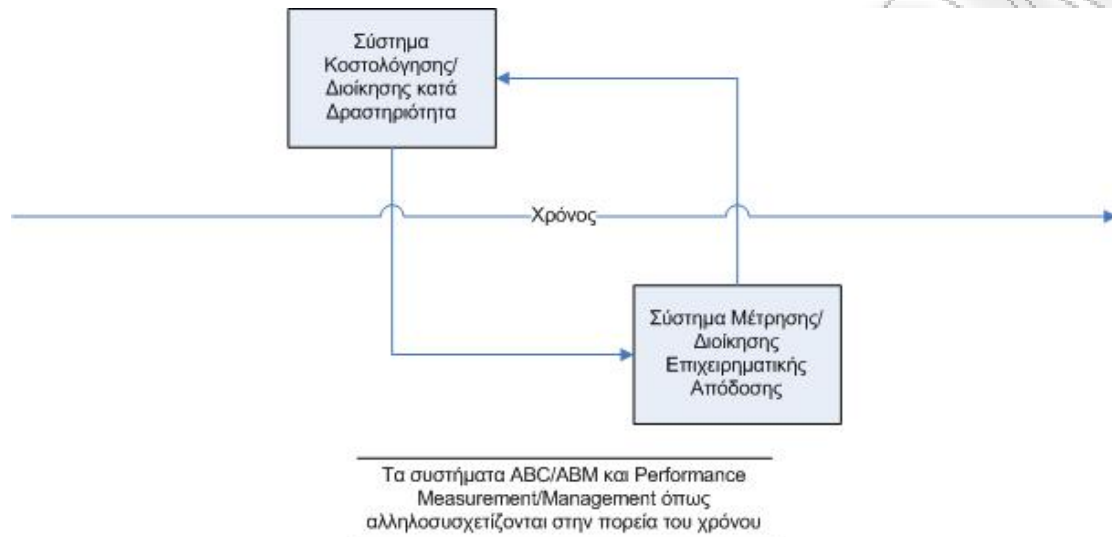 Σύστημα
Κοστολόγησης/
Διοίκησης κατά
Δραστηριότητα
Χρόνος
Σύστημα Μέτρησης/
Διοίκησης
Επιχειρηματικής
Απόδοσης
Τα συστήματα ABC/ABM και Performance
Measurement/Management όπως
αλληλοσυσχετίζονται στην πορεία του χρόνου